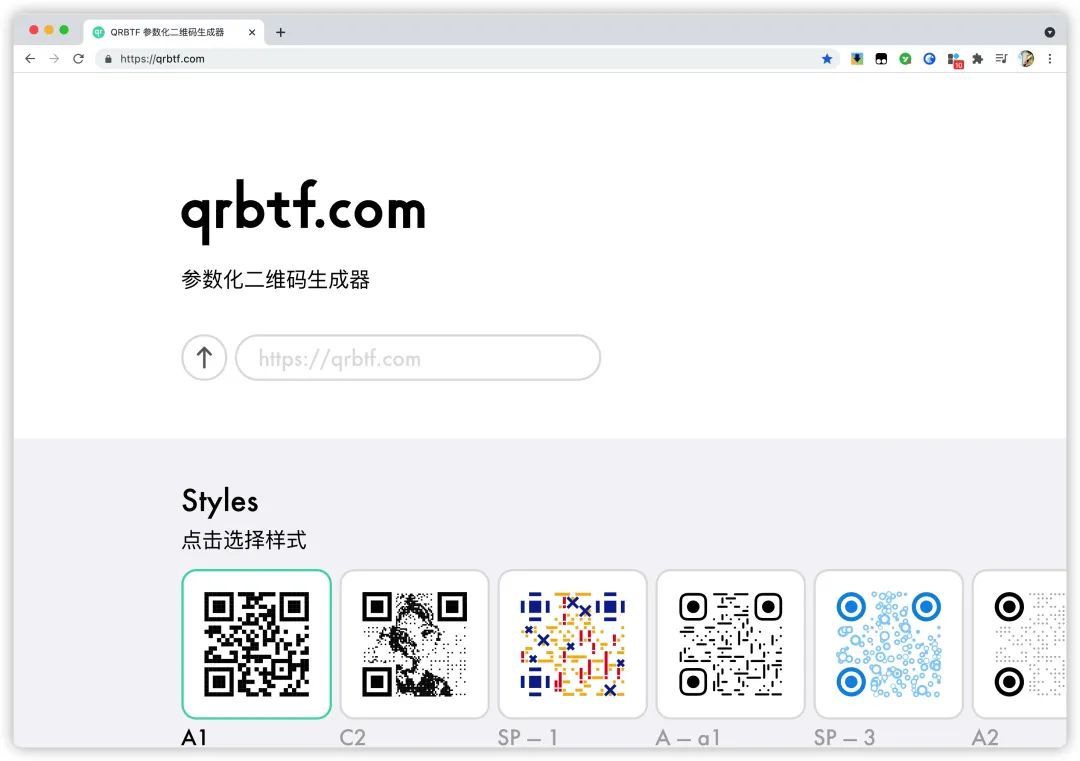 QRBTF 参数化二维码生成器
https://qrbtf.com
10
qrbtf.com
参数化二维码生成器
https://qrbtf.com
Styles
点击选择样式
A1
C2
SP — 1
A — a1
SP — 3
A2